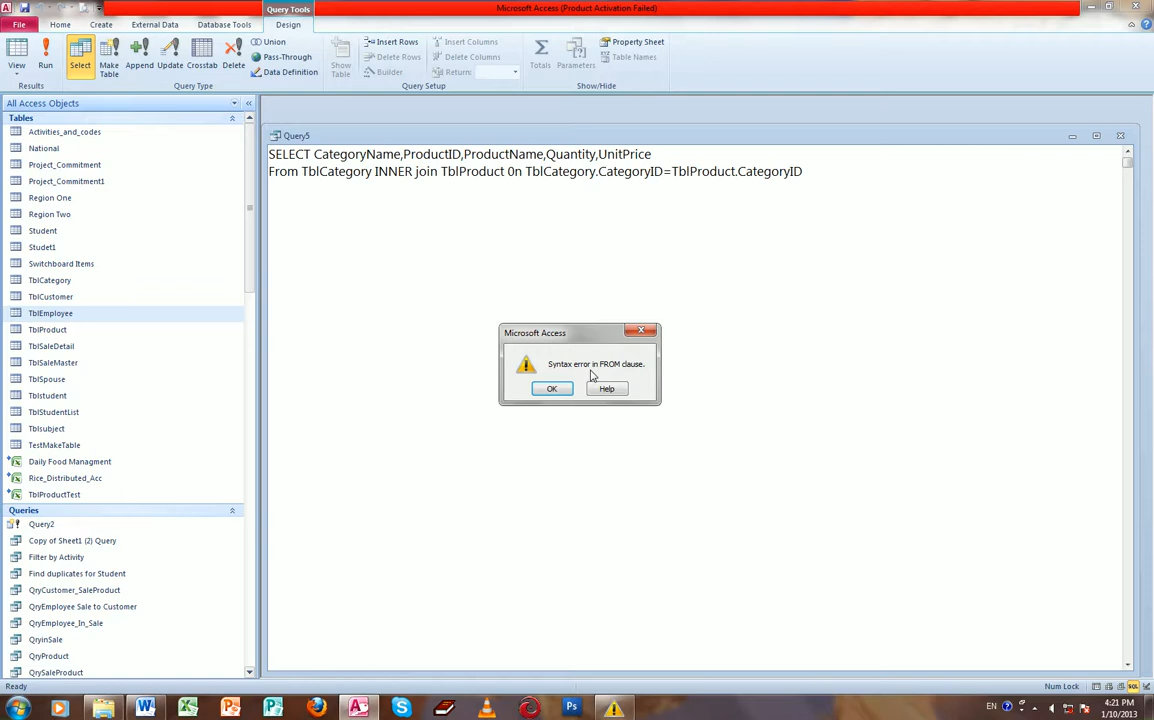 Query Tools
Microsoft Access (Product Activation Failed)
File Home Create External Data Database Tools Design
View
Run
Select
Make Table
Append
Update
Crosstab
Delete
Union
Pass-Through
Data Definition
Show Table
Insert Rows
Delete Rows
Builder
Insert Columns
Delete Columns
Return:
Totals
Parameters
Property Sheet
Table Names
Results
Query Type
Query Setup
Show/Hide
All Access Objects
Tables
Activities_and_codes
National
Project_Commitment
Project_Commitment1
Region One
Region Two
Student
Studet1
Switchboard Items
TblCategory
TblCustomer
TblEmployee
TblProduct
TblSaleDetail
TblSaleMaster
TblSpouse
Tblstudent
TblStudentList
Tblsubject
TestMakeTable
Daily Food Managment
Rice_Distributed_Acc
TblProductTest
Queries
Query2
Copy of Sheet1 (2) Query
Filter by Activity
Find duplicates for Student
QryCustomer_SaleProduct
QryEmployee Sale to Customer
QryEmployee_In_Sale
QryinSale
QryProduct
QrySaleProduct
Query5
SELECT CategoryName,ProductID,ProductName,Quantity,UnitPrice
From TblCategory INNER join TblProduct 0n TblCategory.CategoryID=TblProduct.CategoryID
Microsoft Access
Syntax error in FROM clause.
OK Help
Ready
Num Lock
SQL
EN
4:21 PM
1/10/2013